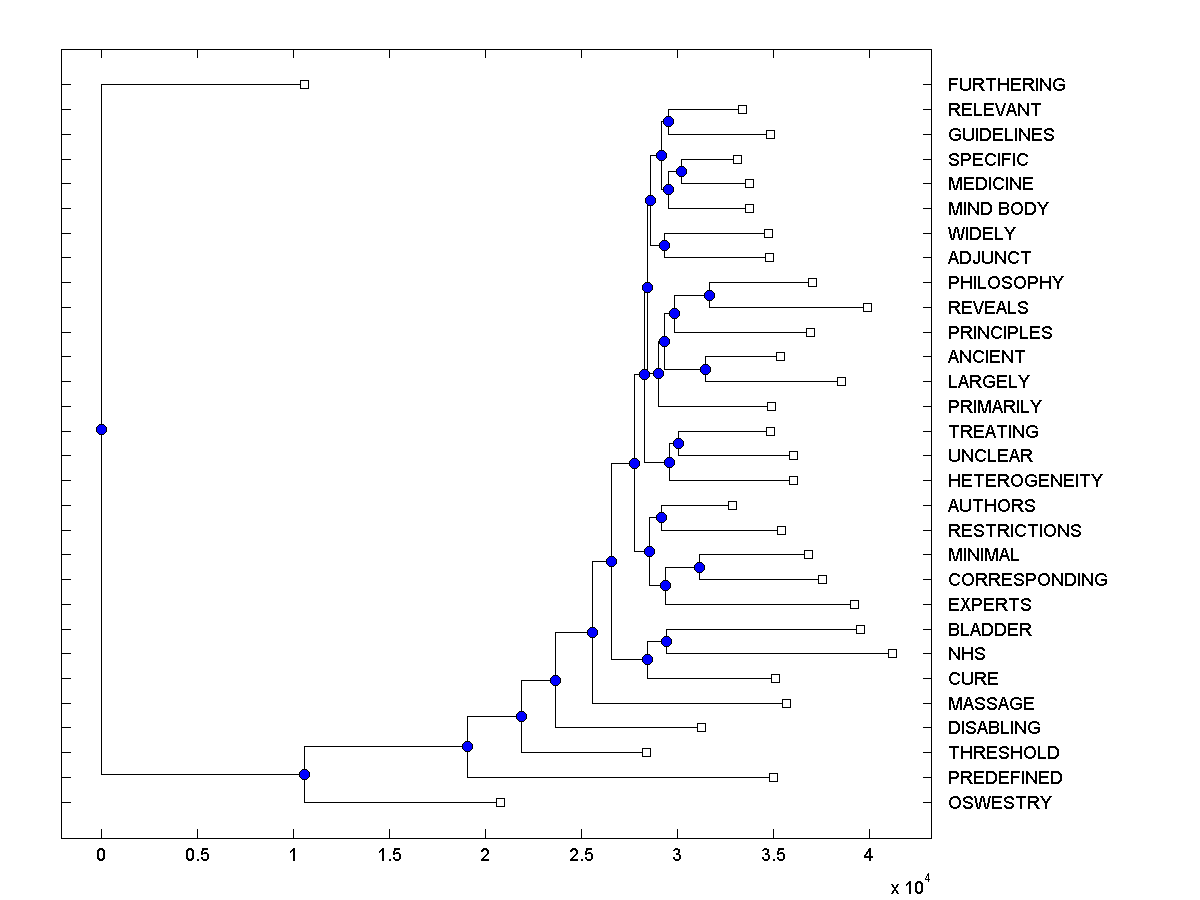 FURTHERING
RELEVANT
GUIDELINES
SPECIFIC
MEDICINE
MIND BODY
WIDELY
ADJUNCT
PHILOSOPHY
REVEALS
PRINCIPLES
ANCIENT
LARGELY
PRIMARILY
TREATING
UNCLEAR
HETEROGENEITY
AUTHORS
RESTRICTIONS
MINIMAL
CORRESPONDING
EXPERTS
BLADDER
NHS
CURE
MASSAGE
DISABLING
THRESHOLD
PREDEFINED
OSWESTRY
0 0.5 1 1.5 2 2.5 3 3.5 4
x 10^4